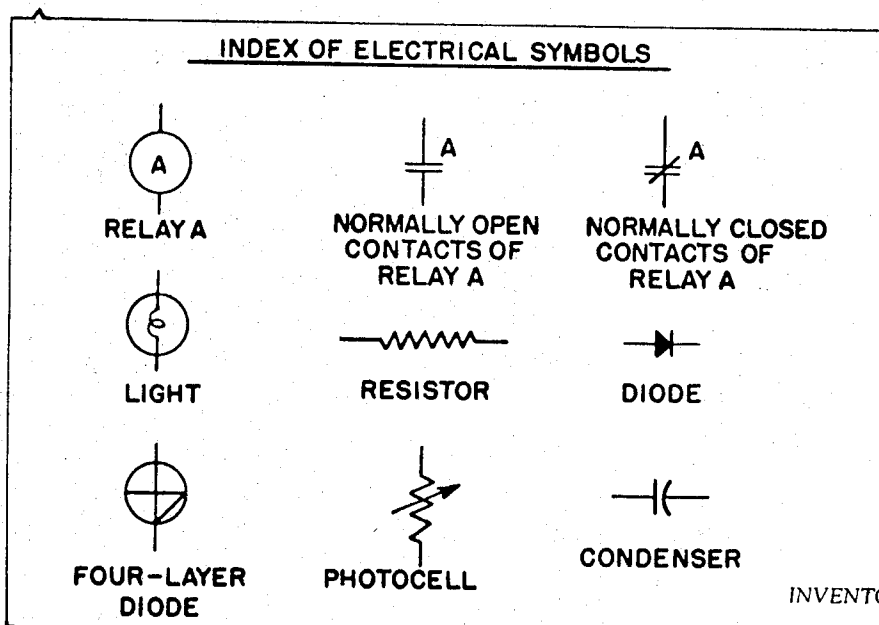 INDEX OF ELECTRICAL SYMBOLS
A
RELAY A
A
NORMALLY OPEN
CONTACTS OF
RELAY A
A
NORMALLY CLOSED
CONTACTS OF
RELAY A
LIGHT
RESISTOR
DIODE
FOUR-LAYER
DIODE
PHOTOCELL
CONDENSER